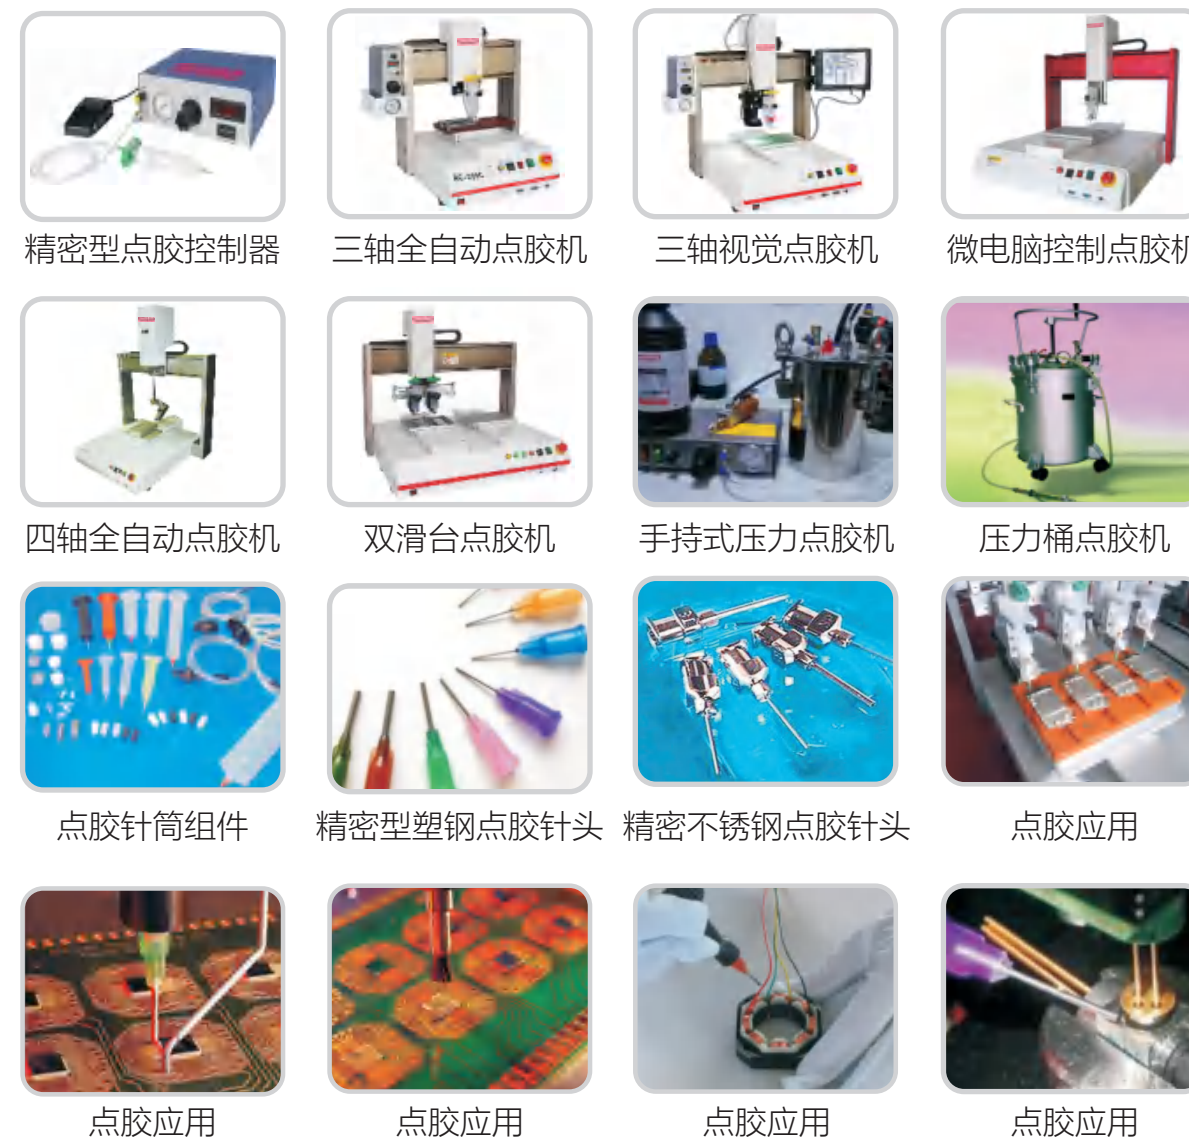 精密型点胶控制器
三轴全自动点胶机
三轴视觉点胶机
微电脑控制点胶机
四轴全自动点胶机
双滑台点胶机
手持式压力点胶机
压力桶点胶机
点胶针筒组件
精密型塑钢点胶针头
精密不锈钢点胶针头
点胶应用
点胶应用
点胶应用
点胶应用
点胶应用